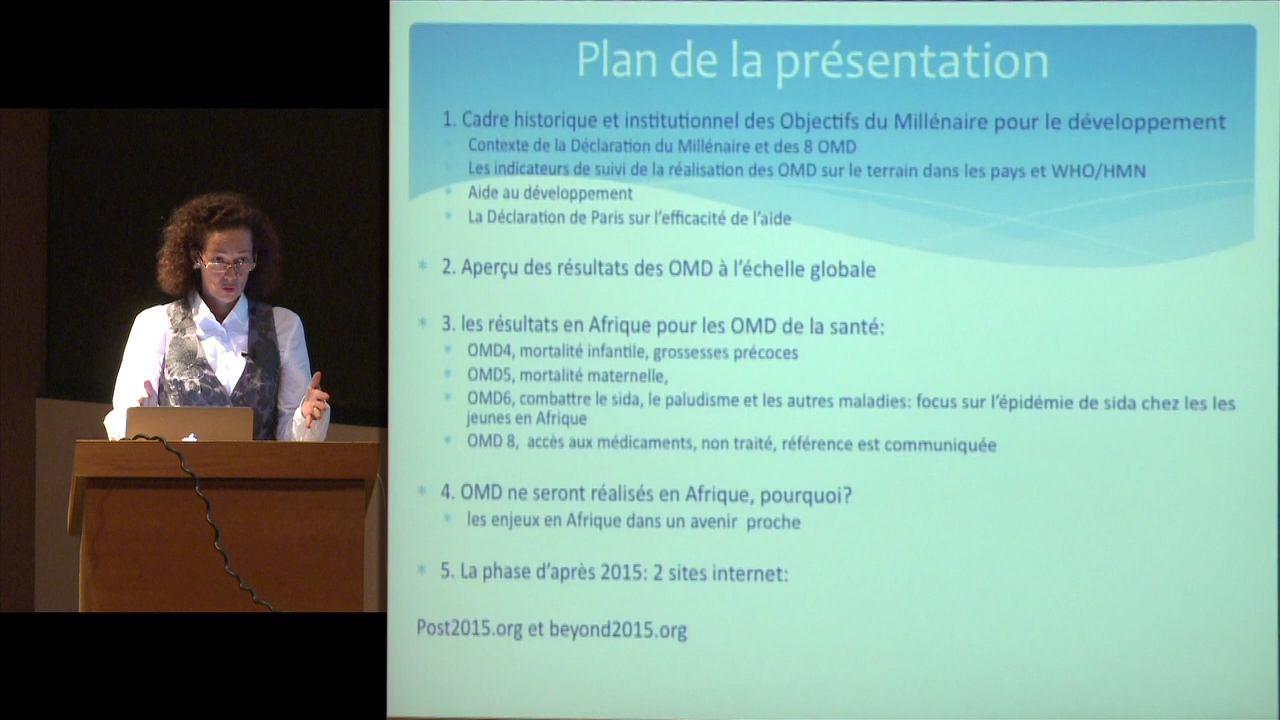 Plan de la présentation
1. Cadre historique et institutionnel des Objectifs du Millénaire pour le développement
Contexte de la Déclaration du Millénaire et des 8 OMD
Les indicateurs de suivi de la réalisation des OMD sur le terrain dans les pays et WHO/HMN
Aide au développement
La Déclaration de Paris sur l'efficacité de l'aide
* 2. Aperçu des résultats des OMD à l'échelle globale
* 3. les résultats en Afrique pour les OMD de la santé:
* OMD4, mortalité infantile, grossesses précoces
* OMD5, mortalité maternelle,
* OMD6, combattre le sida, le paludisme et les autres maladies: focus sur l'épidémie de sida chez les les
jeunes en Afrique
* OMD 8, accès aux médicaments, non traité, référence est communiquée
* 4. OMD ne seront réalisés en Afrique, pourquoi?
* les enjeux en Afrique dans un avenir proche
* 5. La phase d'après 2015: 2 sites internet:
Post2015.org et beyond2015.org